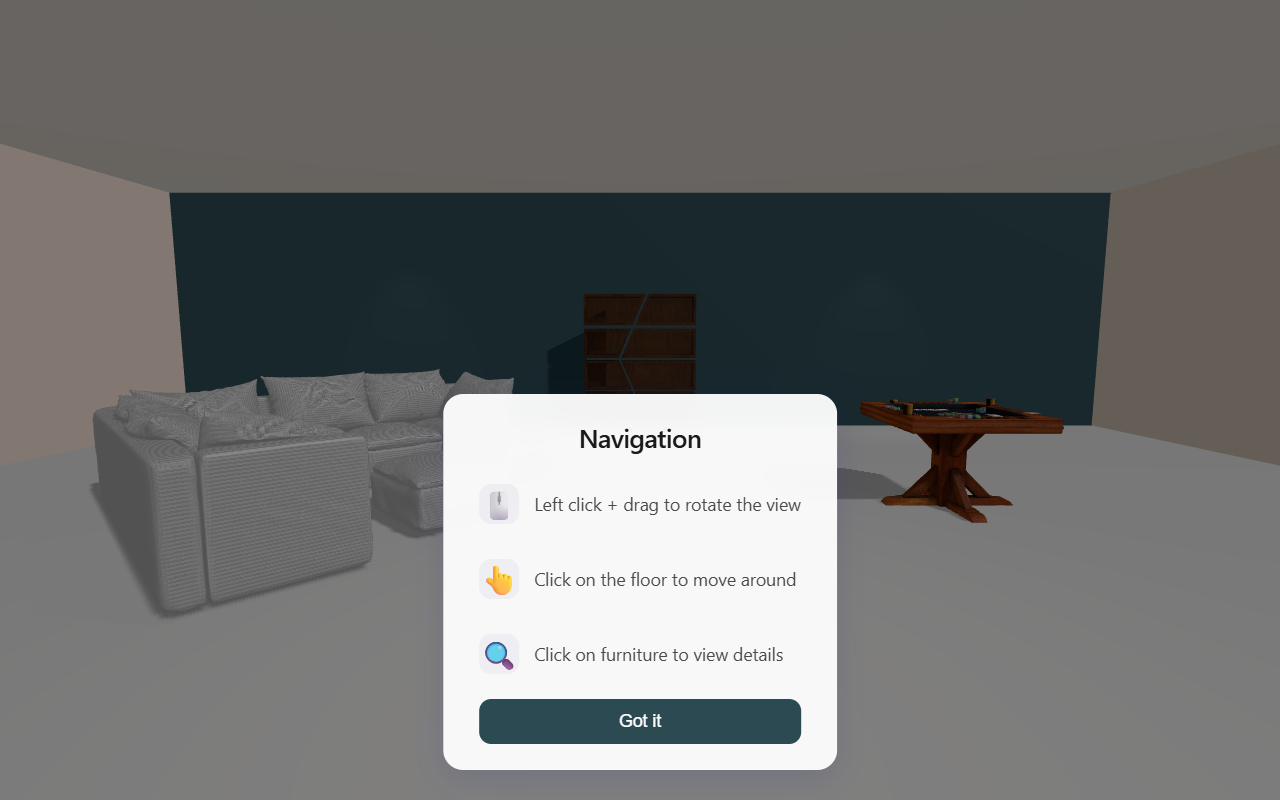 Navigation
Left click + drag to rotate the view
Click on the floor to move around
Click on furniture to view details
Got it